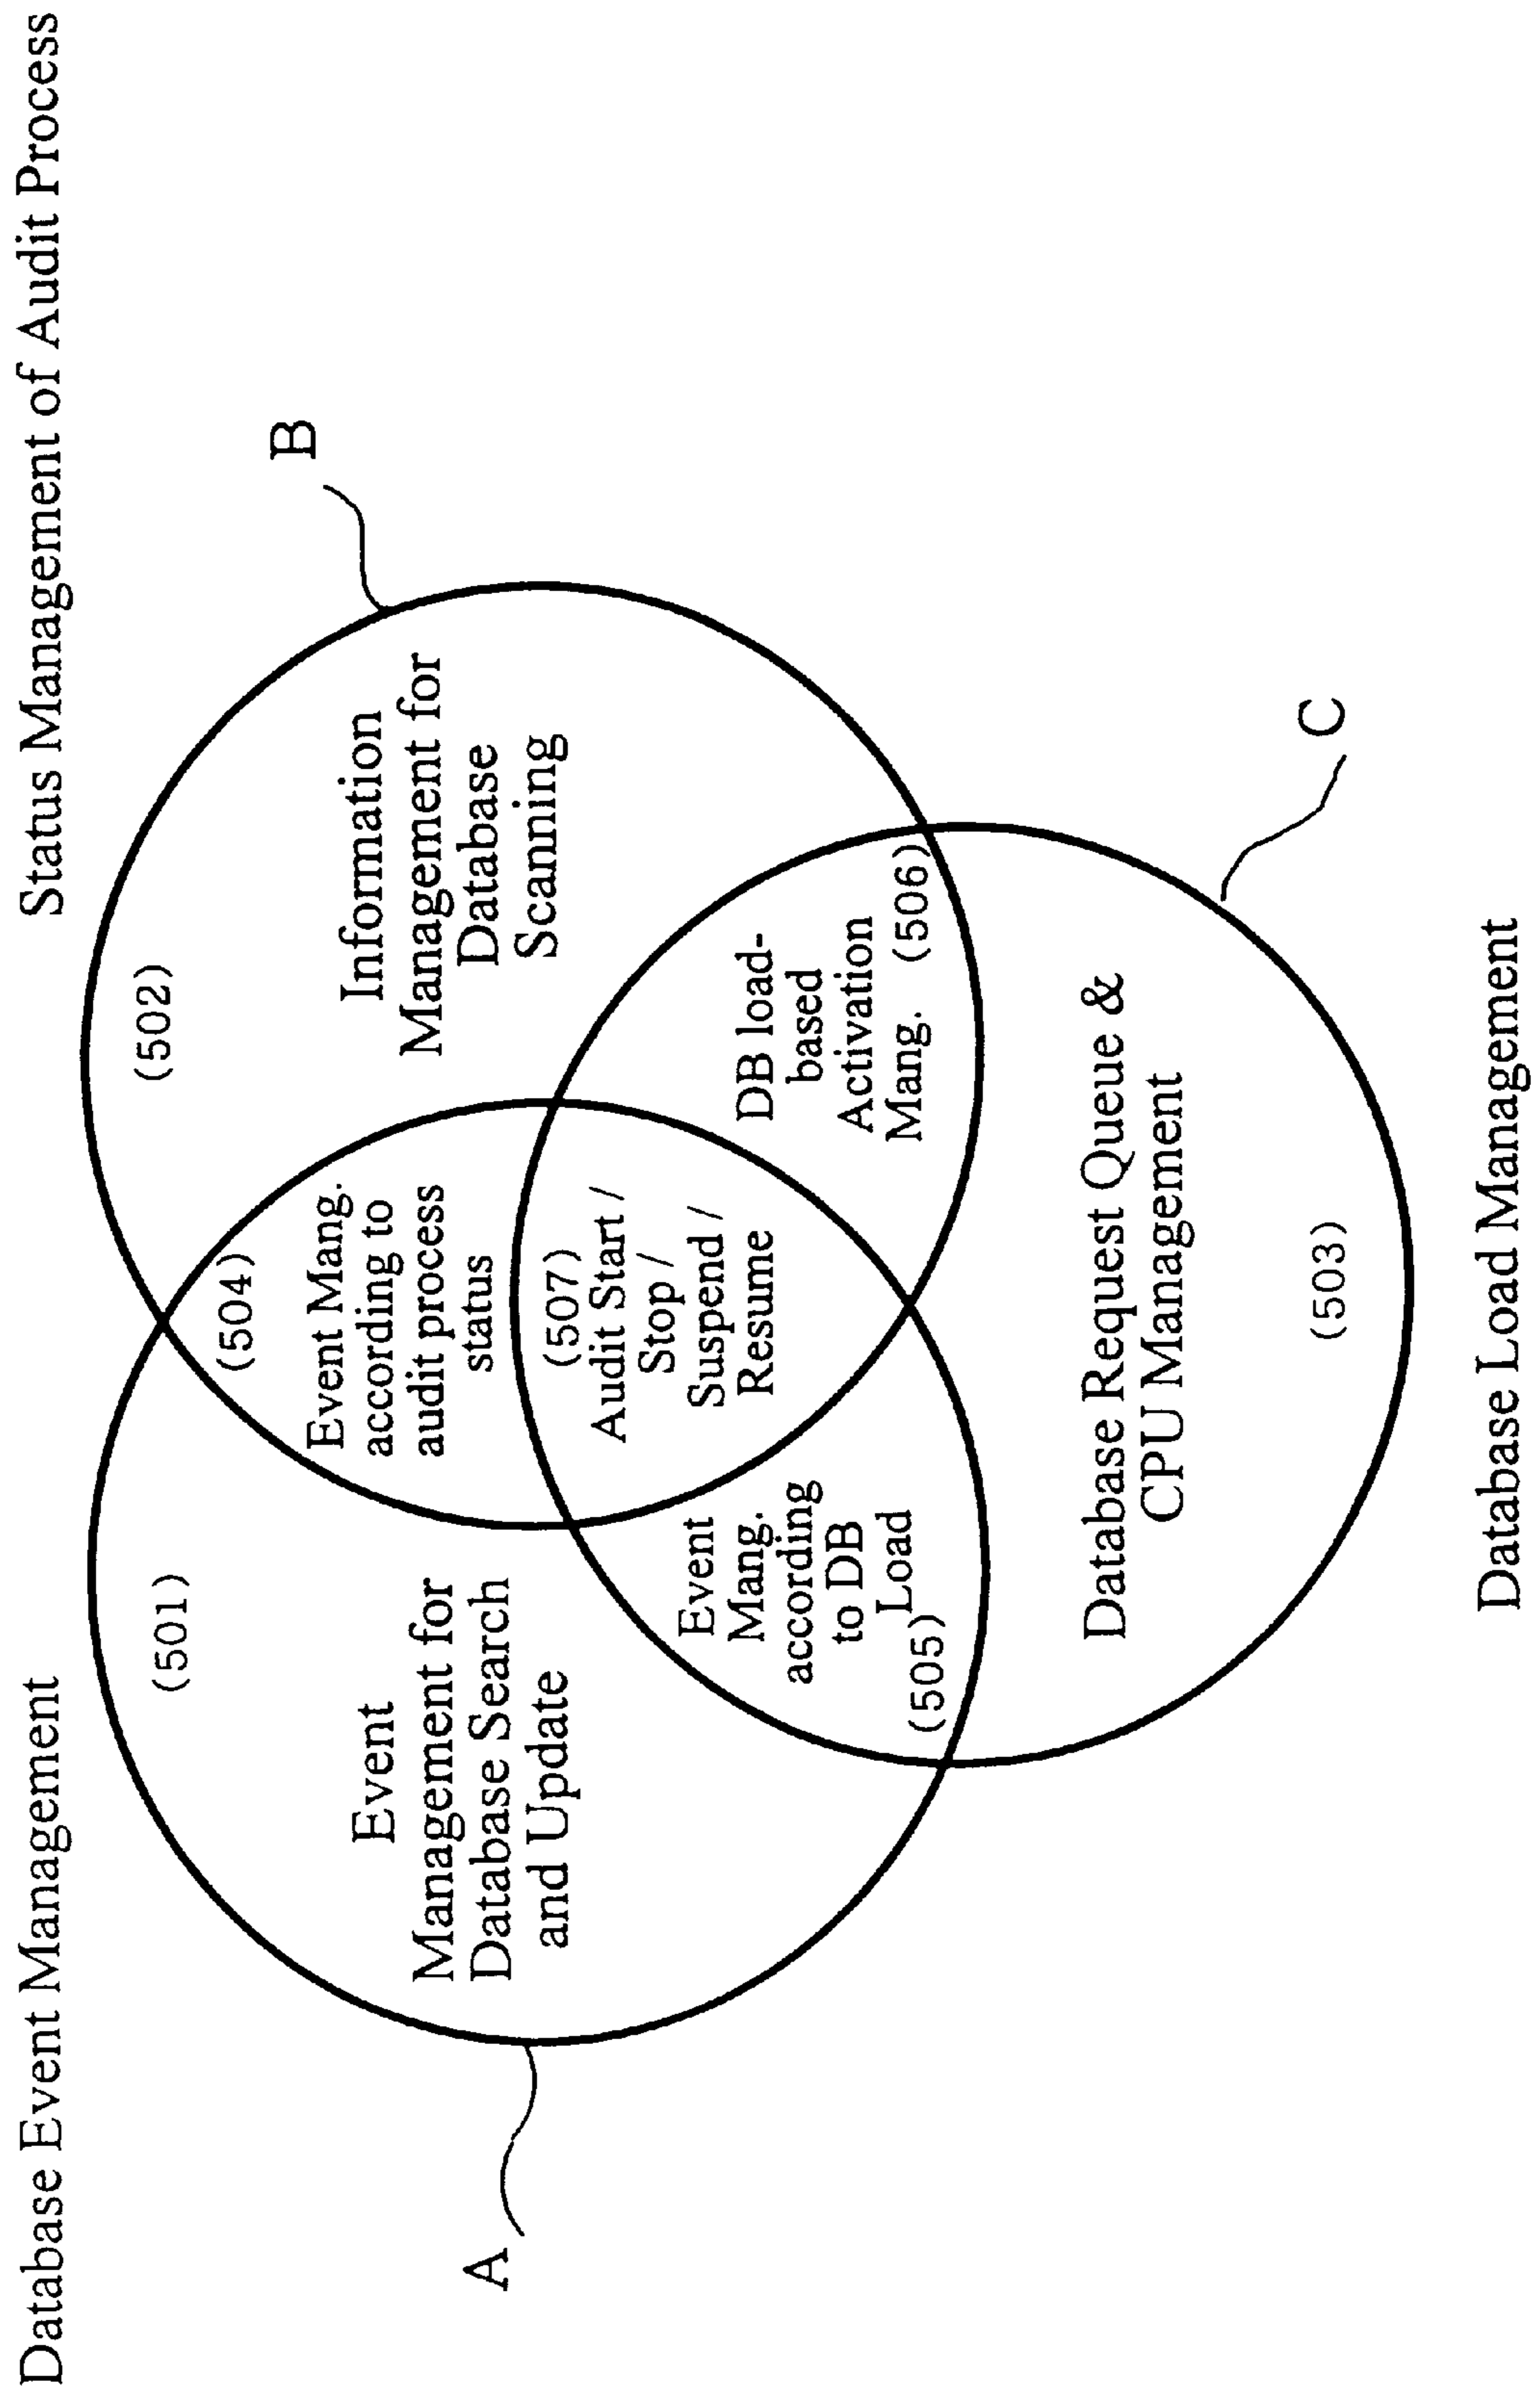 Database Event Management
Status Management of Audit Process
A
B
(501)
(502)
Event
Management for
Database Search
and Update
(504)
Event Mang.
according to
audit process
status
Information
Management for
Database
Scanning
(507)
Audit Start /
Stop /
Suspend /
Resume
Event
Mang.
according
to DB
Load
(505)
DB load-
based
Activation
Mang. (506)
C
Database Request Queue &
CPU Management
(503)
Database Load Management